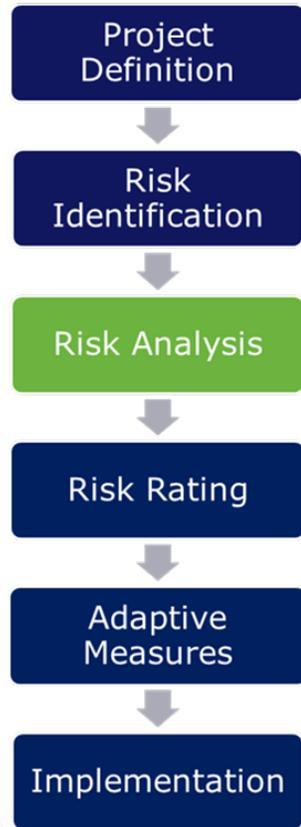 Project
Definition
Risk
Identification
Risk Analysis
Risk Rating
Adaptive
Measures
Implementation